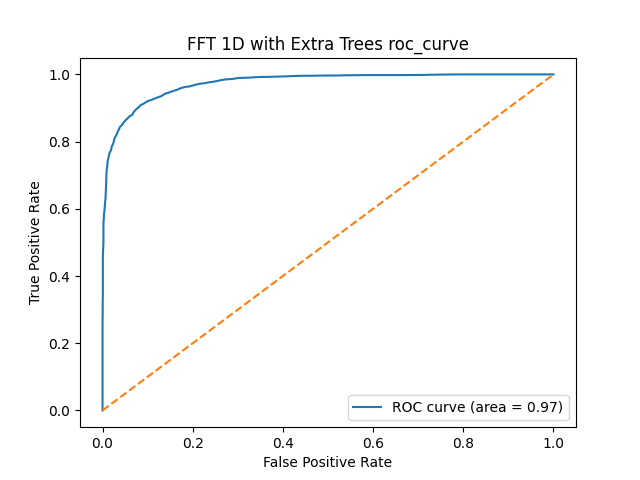 FFT 1D with Extra Trees roc_curve
1.0
0.8
0.6
0.4
0.2
0.0
True Positive Rate
ROC curve (area = 0.97)
0.0 0.2 0.4 0.6 0.8 1.0
False Positive Rate